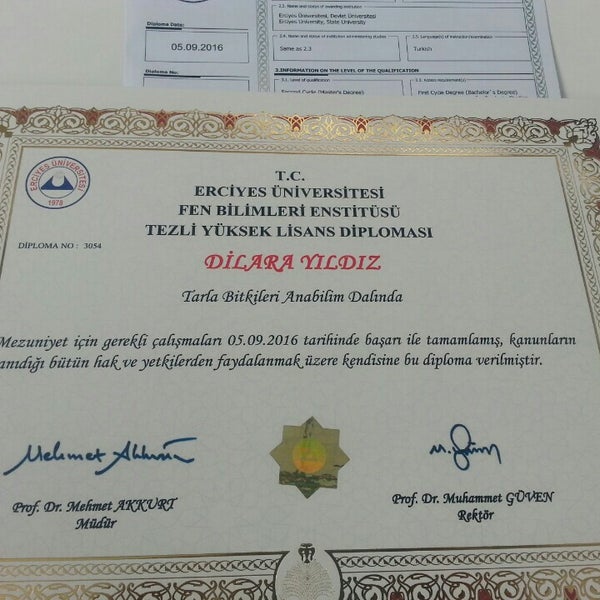 2.3. Name and status of awarding institution
Diploma Date:
Erciyes Üniversitesi, Devlet Üniversitesi
Erciyes University, State University
05.09.2016
2.4. Name and status of institution administering studies
2.5. Language(s) of instruction/examination
Same as 2.3
Turkish
3.INFORMATION ON THE LEVEL OF THE QUALIFICATION
Diploma No:
3.1. Level of qualification
Second Cycle (Master's Degree)
First Cycle Degree (Bachelor's Degree)
ERCİYES ÜNİVERSİTESİ
1978
T.C.
ERCİYES ÜNİVERSİTESİ
FEN BİLİMLERİ ENSTİTÜSÜ
TEZLİ YÜKSEK LİSANS DİPLOMASI
DİPLOMA NO : 3054
DİLARA YILDIZ
Tarla Bitkileri Anabilim Dalında
Mezuniyet için gerekli çalışmaları 05.09.2016 tarihinde başarı ile tamamlamış, kanunların
anıdığı bütün hak ve yetkilerden faydalanmak üzere kendisine bu diploma verilmiştir.
Mehmet Akkurt
Prof. Dr. Mehmet AKKURT
Müdür
Prof. Dr. Muhammet GÜVEN
Rektör